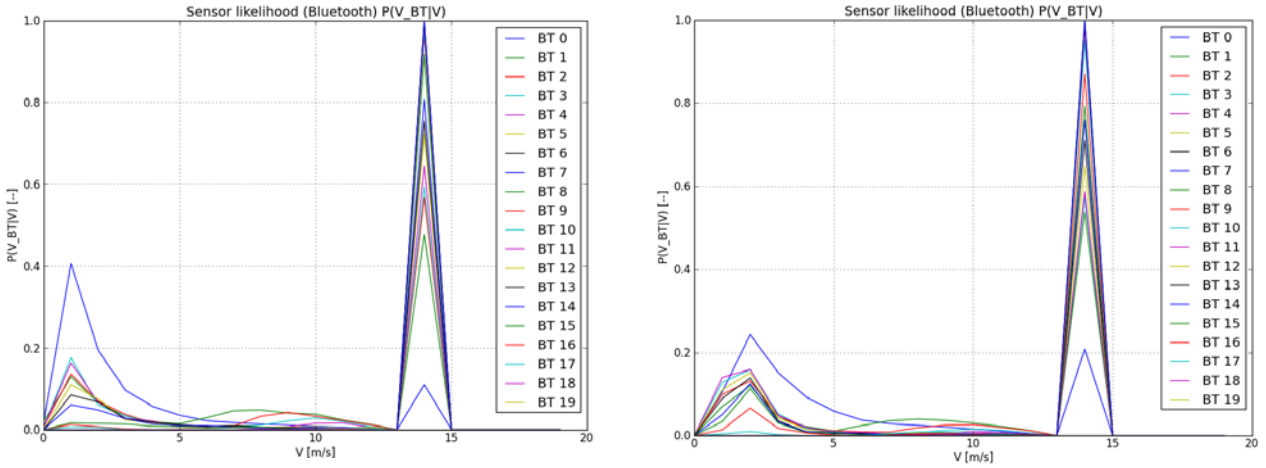 Sensor likelihood (Bluetooth) P(V_BT|V)
1.0
0.8
0.6
0.4
0.2
0.0
P(V_BT|V) [--]
0
5
10
15
20
V [m/s]
BT 0
BT 1
BT 2
BT 3
BT 4
BT 5
BT 6
BT 7
BT 8
BT 9
BT 10
BT 11
BT 12
BT 13
BT 14
BT 15
BT 16
BT 17
BT 18
BT 19
Sensor likelihood (Bluetooth) P(V_BT|V)
1.0
0.8
0.6
0.4
0.2
0.0
P(V_BT|V) [--]
0
5
10
15
20
V [m/s]
BT 0
BT 1
BT 2
BT 3
BT 4
BT 5
BT 6
BT 7
BT 8
BT 9
BT 10
BT 11
BT 12
BT 13
BT 14
BT 15
BT 16
BT 17
BT 18
BT 19